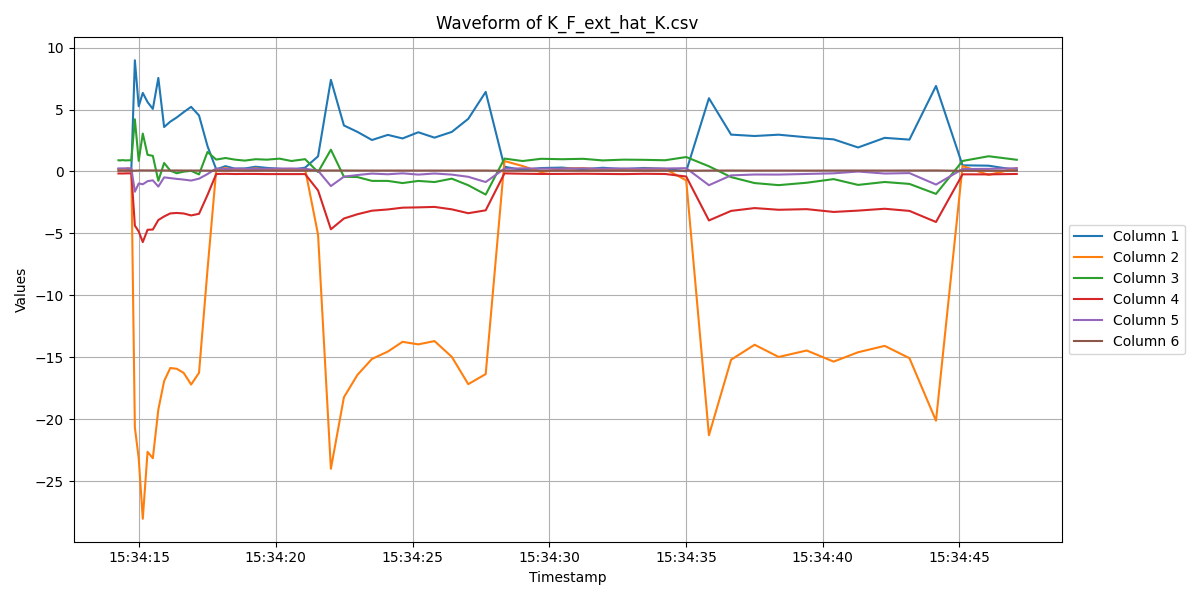 Waveform of K_F_ext_hat_K.csv
10
5
0
−5
−10
−15
−20
−25
Values
15:34:15 15:34:20 15:34:25 15:34:30 15:34:35 15:34:40 15:34:45
Timestamp
Column 1
Column 2
Column 3
Column 4
Column 5
Column 6